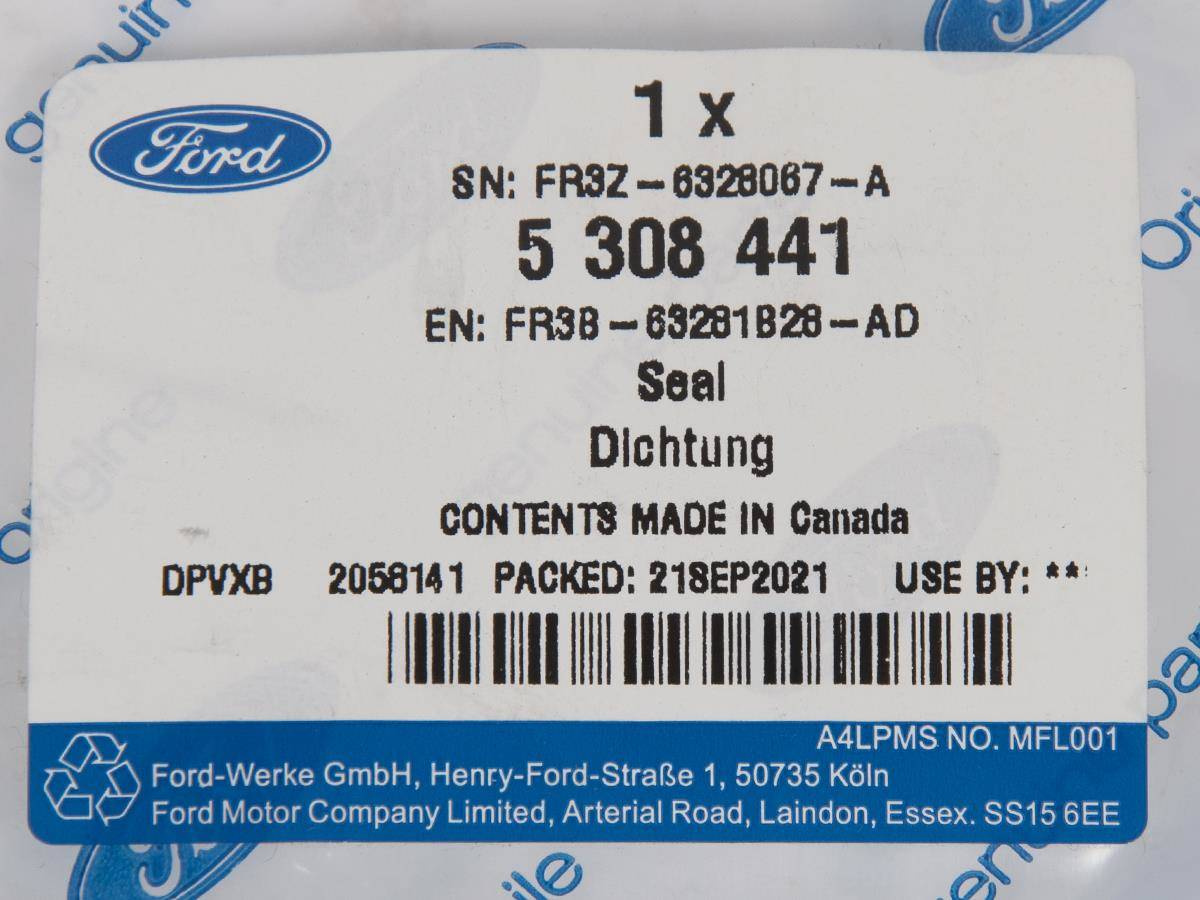 genuin
Ford
1 x
SN: FR3Z-6328067-A
5 308 441
EN: FR3B-63281B28-AD
Seal
Dichtung
CONTENTS MADE IN Canada
DPVXB 2058141 PACKED: 21SEP2021 USE BY: **
A4LPMS NO. MFL001
Ford-Werke GmbH, Henry-Ford-Straße 1, 50735 Köln
Ford Motor Company Limited, Arterial Road, Laindon, Essex. SS15 6EE